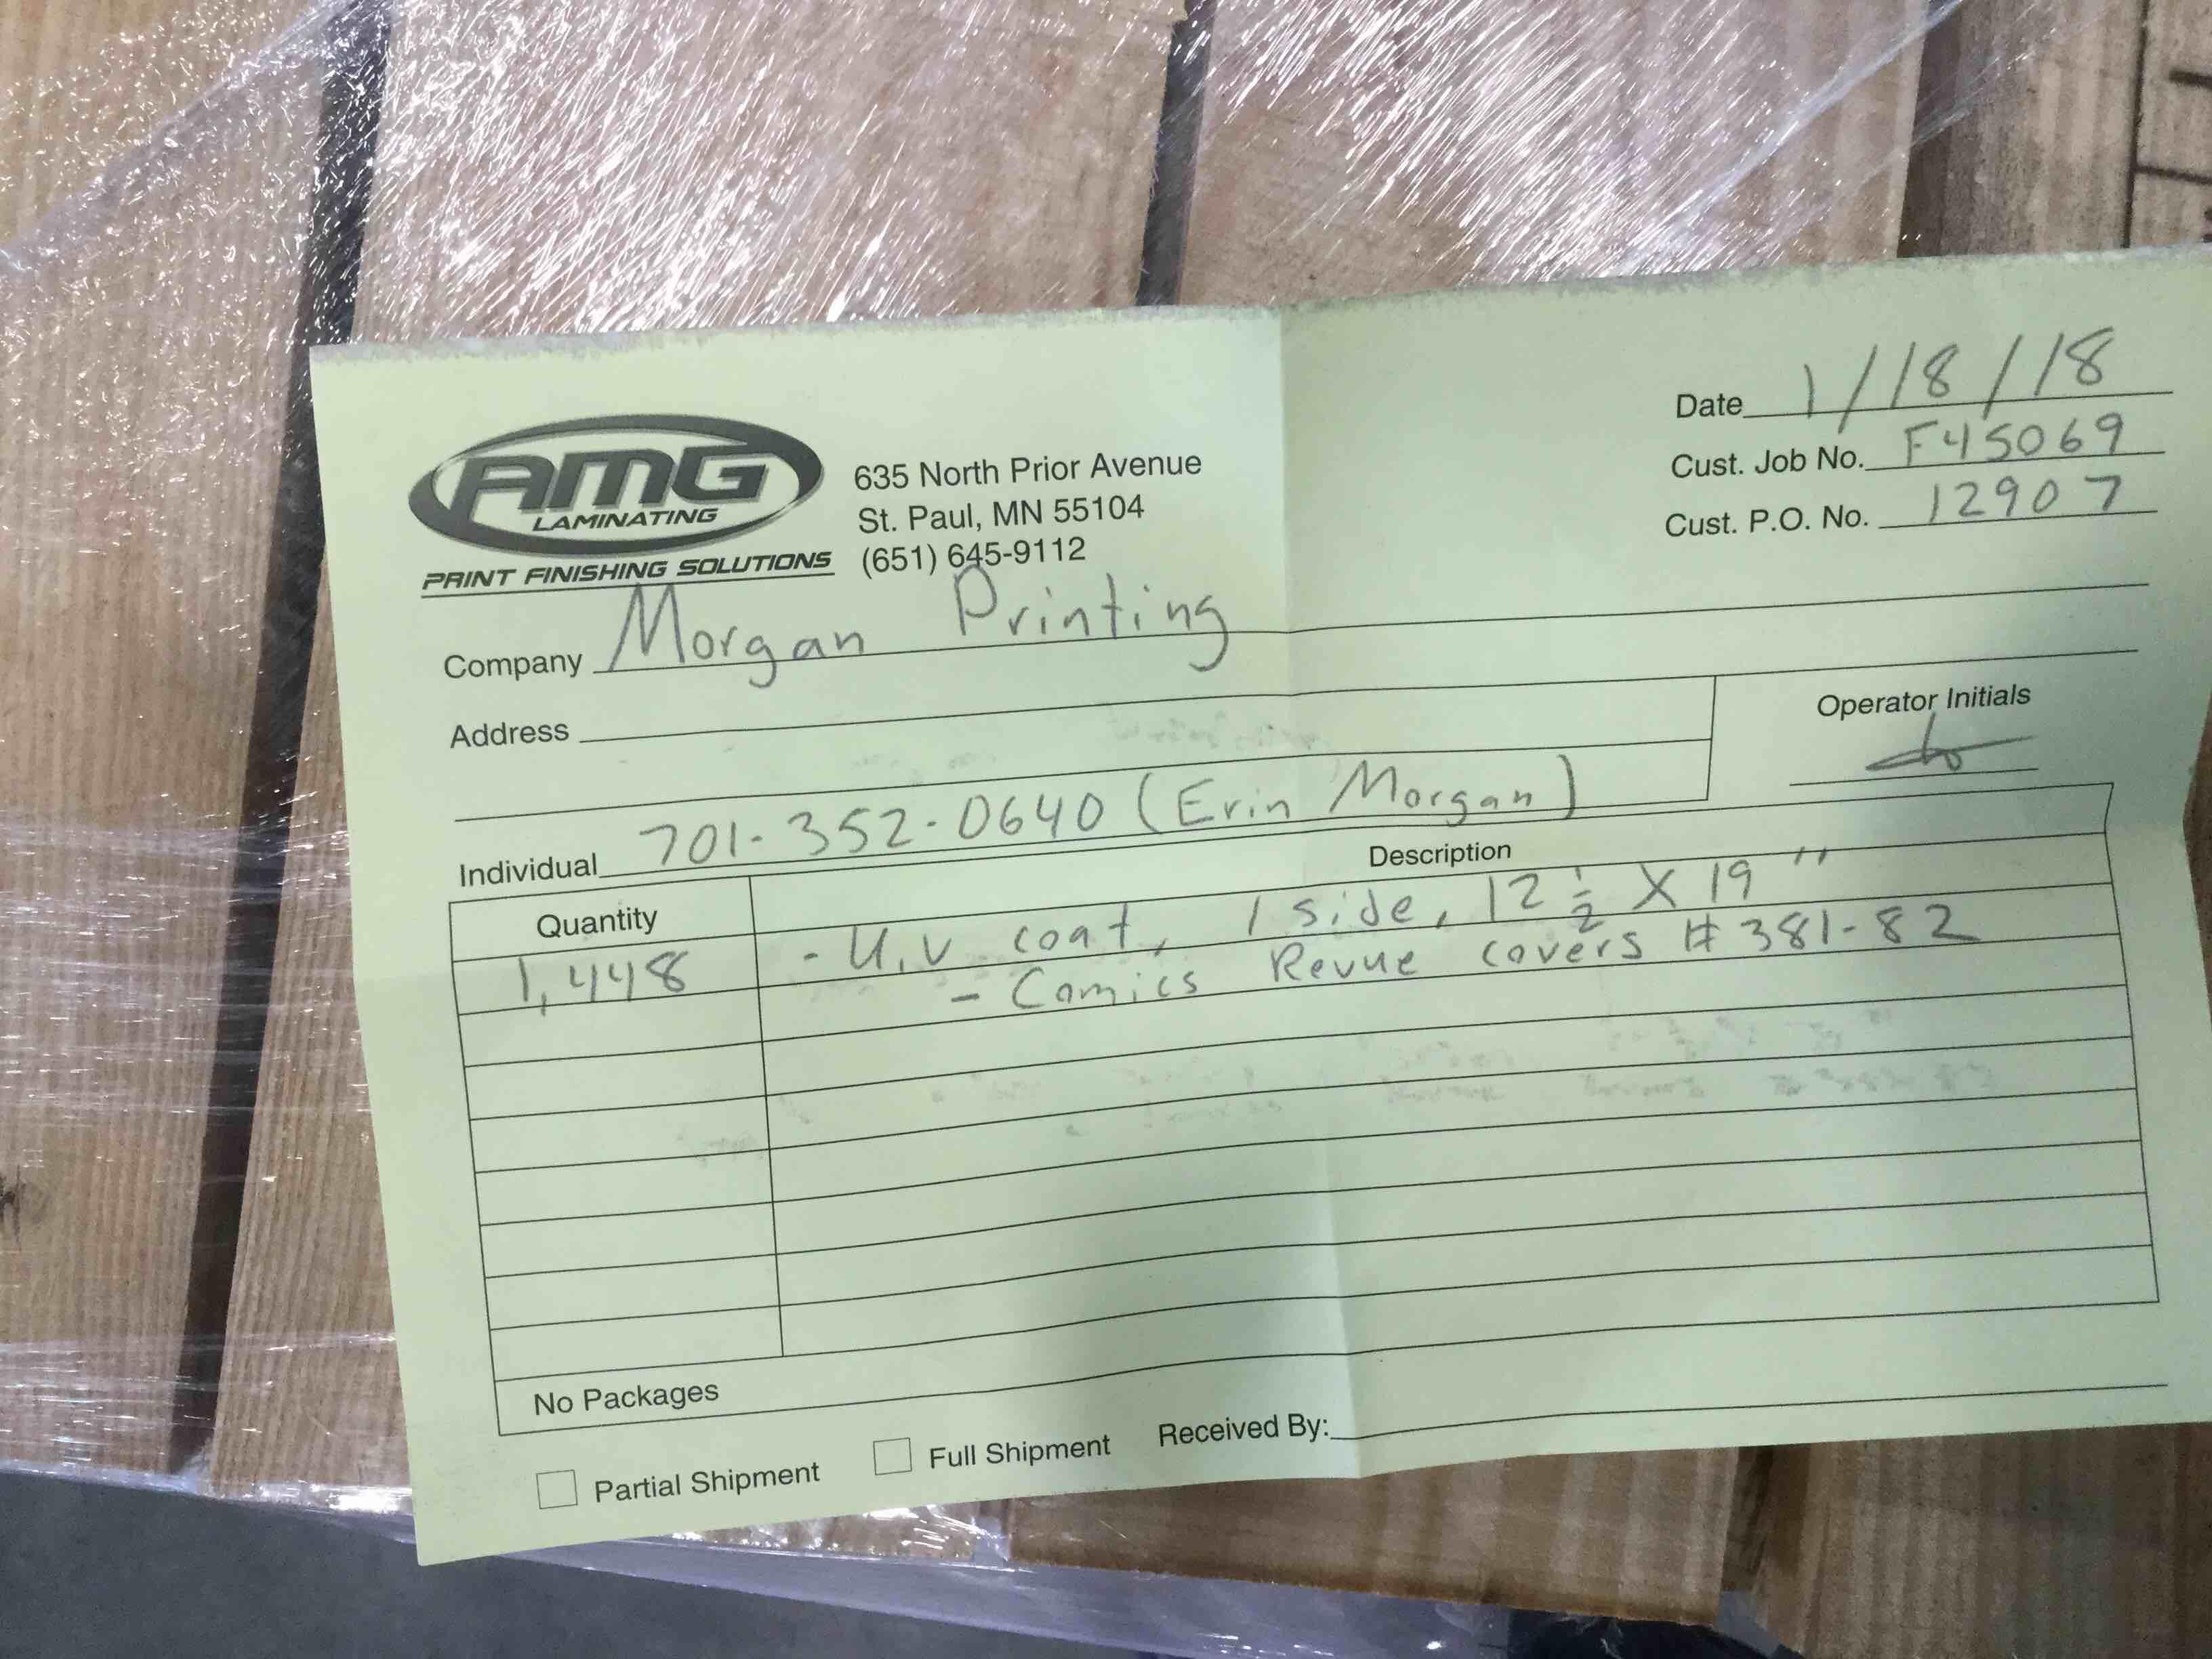 AMG
LAMINATING
PRINT FINISHING SOLUTIONS
635 North Prior Avenue
St. Paul, MN 55104
(651) 645-9112
Date 1/18/18
Cust. Job No. F45069
Cust. P.O. No. 12907
Company Morgan Printing
Address
Operator Initials
Individual 701-352-0640 (Erin Morgan)
Quantity Description
1,448 - U.V coat, 1 side, 12 1/2 X 19"
- Comics Revue covers #381-82
No Packages
Partial Shipment Full Shipment Received By: